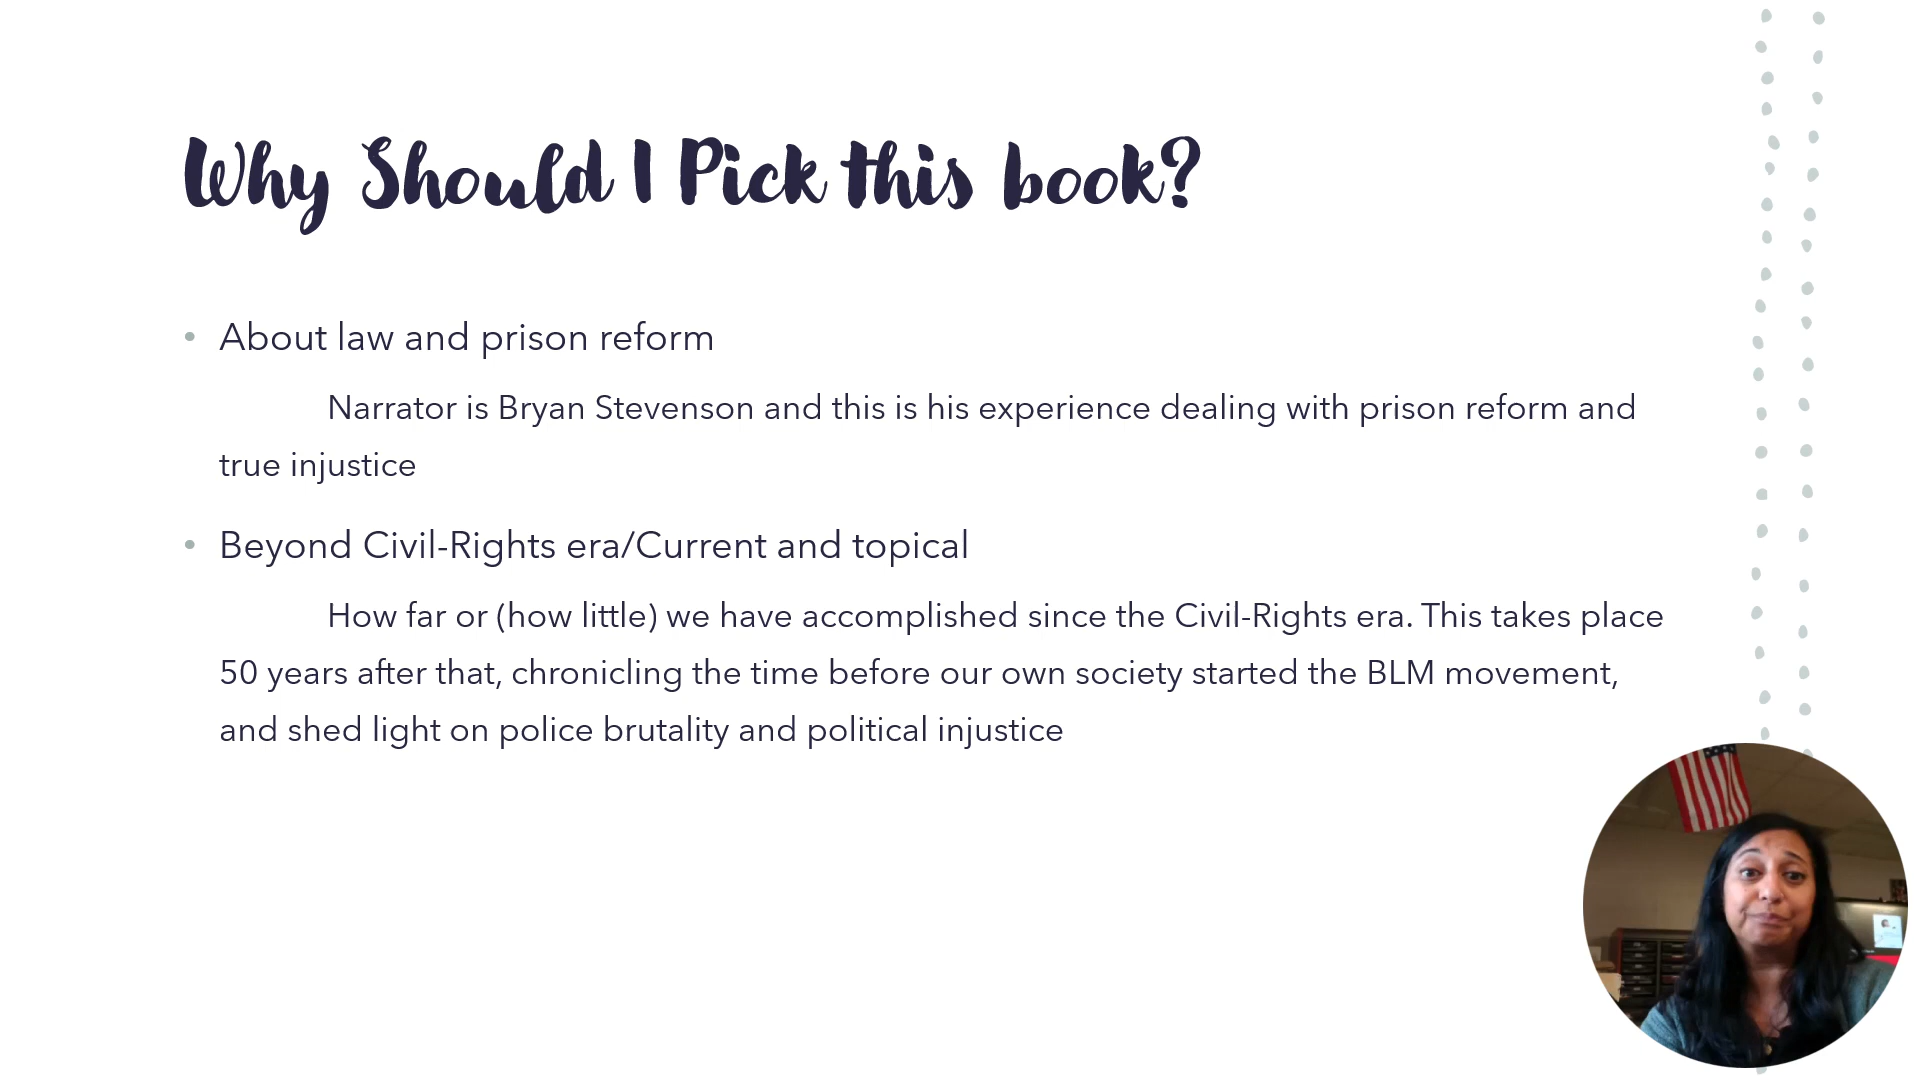 Why Should I Pick this book?
• About law and prison reform
Narrator is Bryan Stevenson and this is his experience dealing with prison reform and
true injustice
• Beyond Civil-Rights era/Current and topical
How far or (how little) we have accomplished since the Civil-Rights era. This takes place
50 years after that, chronicling the time before our own society started the BLM movement,
and shed light on police brutality and political injustice